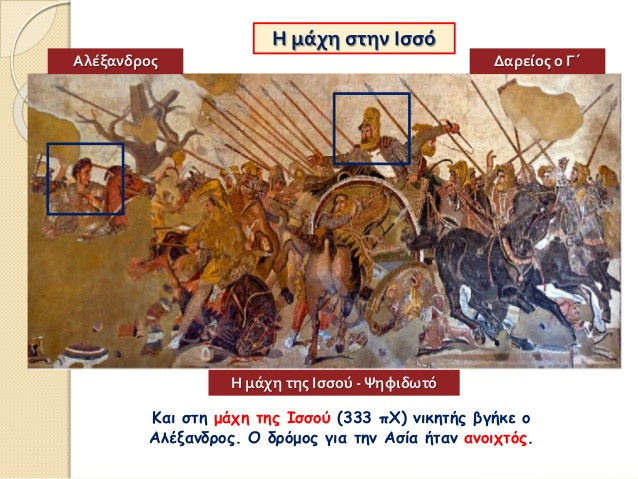 Η μάχη στην Ισσό
Αλέξανδρος
Δαρείος ο Γ΄
Η μάχη της Ισσού - Ψηφιδωτό
Και στη μάχη της Ισσού (333 πΧ) νικητής βγήκε ο
Αλέξανδρος. Ο δρόμος για την Ασία ήταν ανοιχτός.